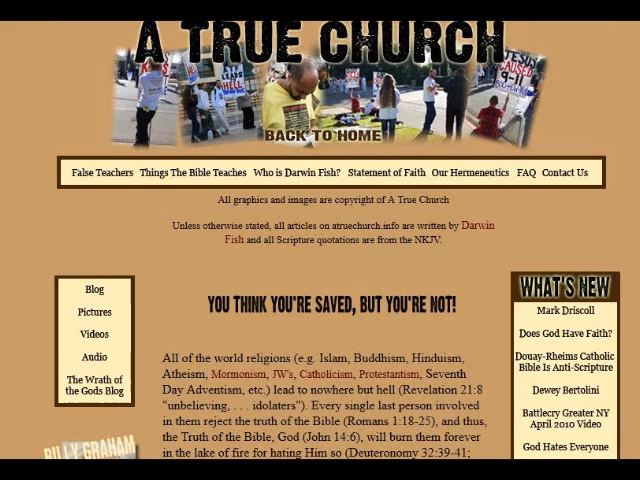 A TRUE CHURCH
LEADS
HELL
JESUS
CAUSED
9-11
BACK TO HOME
False Teachers Things The Bible Teaches Who is Darwin Fish? Statement of Faith Our Hermeneutics FAQ Contact Us
All graphics and images are copyright of A True Church
Unless otherwise stated, all articles on atruechurch.info are written by Darwin
Fish and all Scripture quotations are from the NKJV.
Blog
Pictures
Videos
Audio
The Wrath of
the Gods Blog
BILLY GRAHAM
YOU THINK YOU'RE SAVED, BUT YOU'RE NOT!
All of the world religions (e.g. Islam, Buddhism, Hinduism,
Atheism, Mormonism, JW's, Catholicism, Protestantism, Seventh
Day Adventism, etc.) lead to nowhere but hell (Revelation 21:8
"unbelieving, . . . idolaters"). Every single last person involved
in them reject the truth of the Bible (Romans 1:18-25), and thus,
the Truth of the Bible, God (John 14:6), will burn them forever
in the lake of fire for hating Him so (Deuteronomy 32:39-41;
WHAT'S NEW
Mark Driscoll
Does God Have Faith?
Douay-Rheims Catholic
Bible Is Anti-Scripture
Dewey Bertolini
Battlecry Greater NY
April 2010 Video
God Hates Everyone